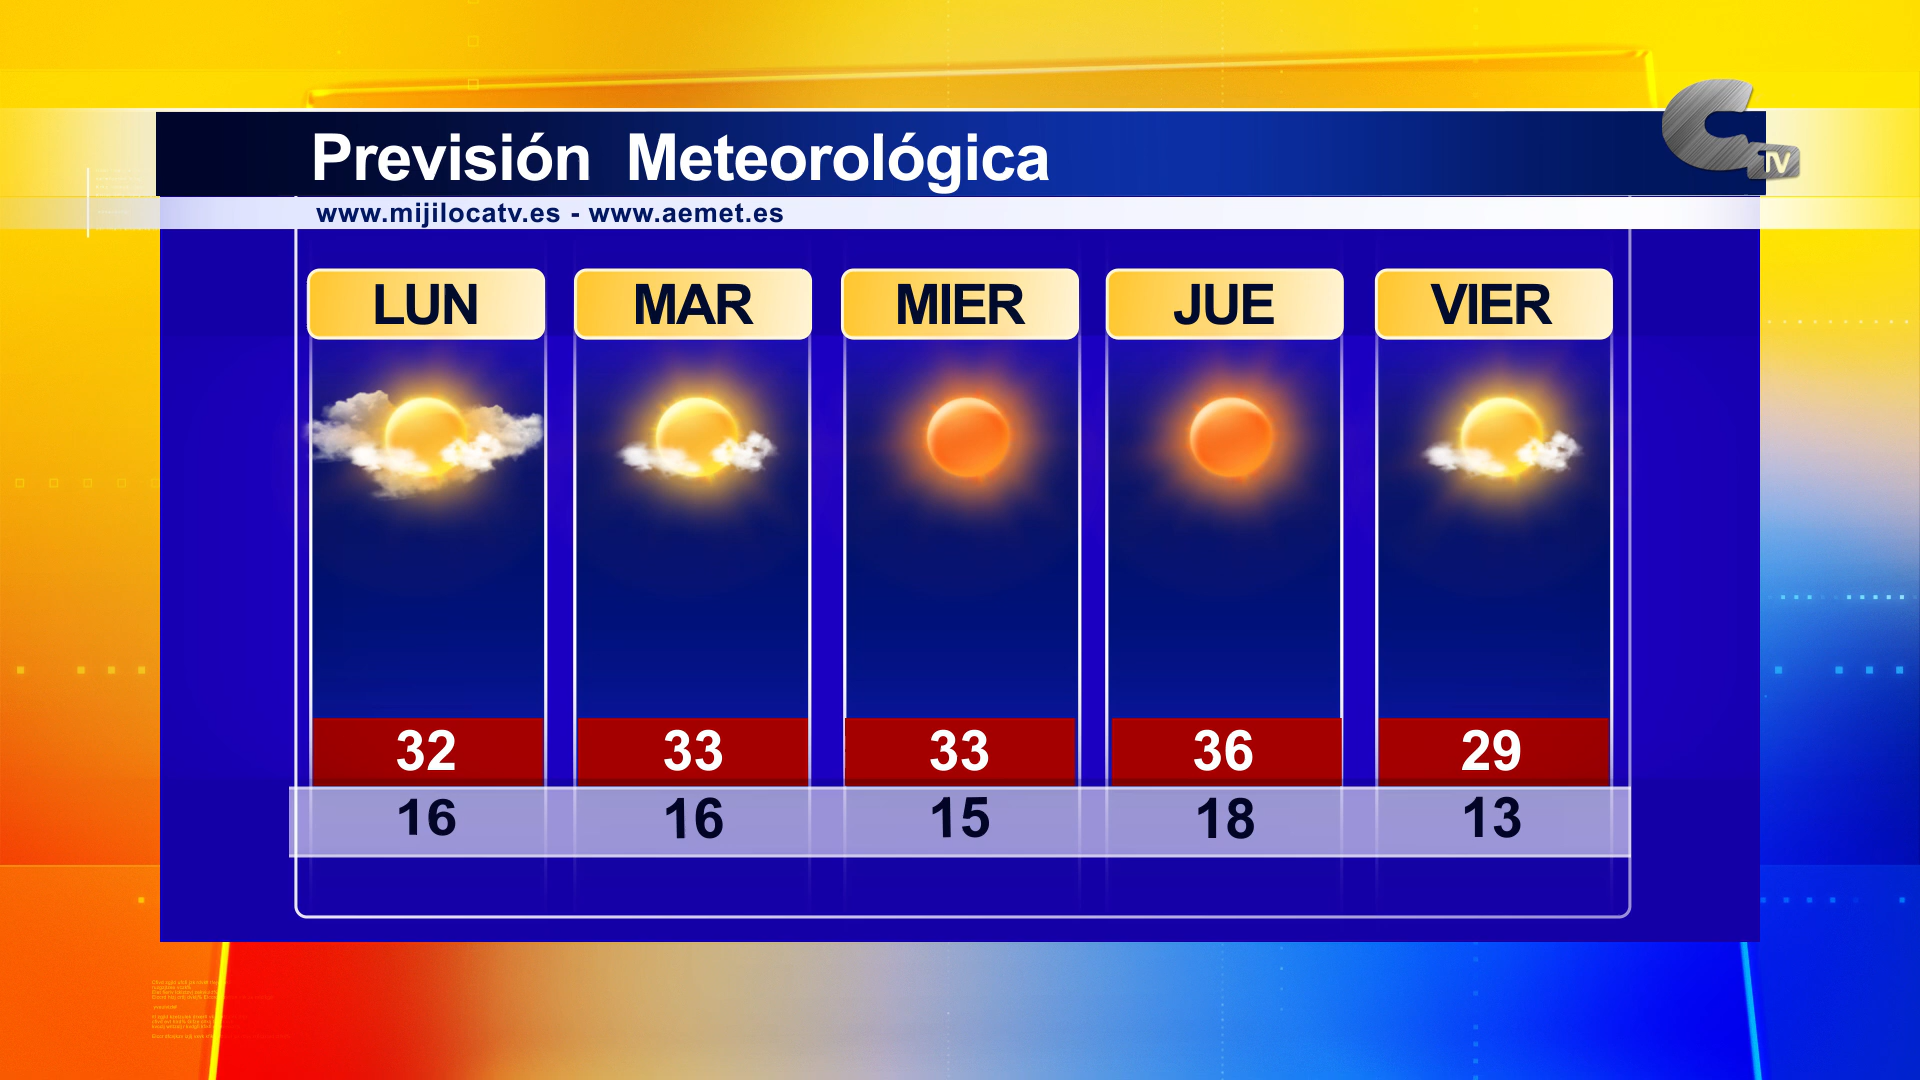 Previsión Meteorológica
TV
www.mijilocatv.es - www.aemet.es
LUN MAR MIER JUE VIER
32 33 33 36 29
16 16 15 18 13